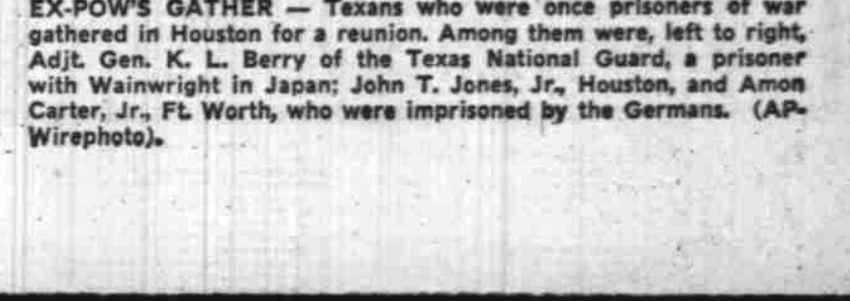 EX-POW'S GATHER — Texans who were once prisoners of war
gathered in Houston for a reunion. Among them were, left to right,
Adjt. Gen. K. L. Berry of the Texas National Guard, a prisoner
with Wainwright in Japan; John T. Jones, Jr., Houston, and Amon
Carter, Jr., Ft. Worth, who were imprisoned by the Germans. (AP-
Wirephoto).